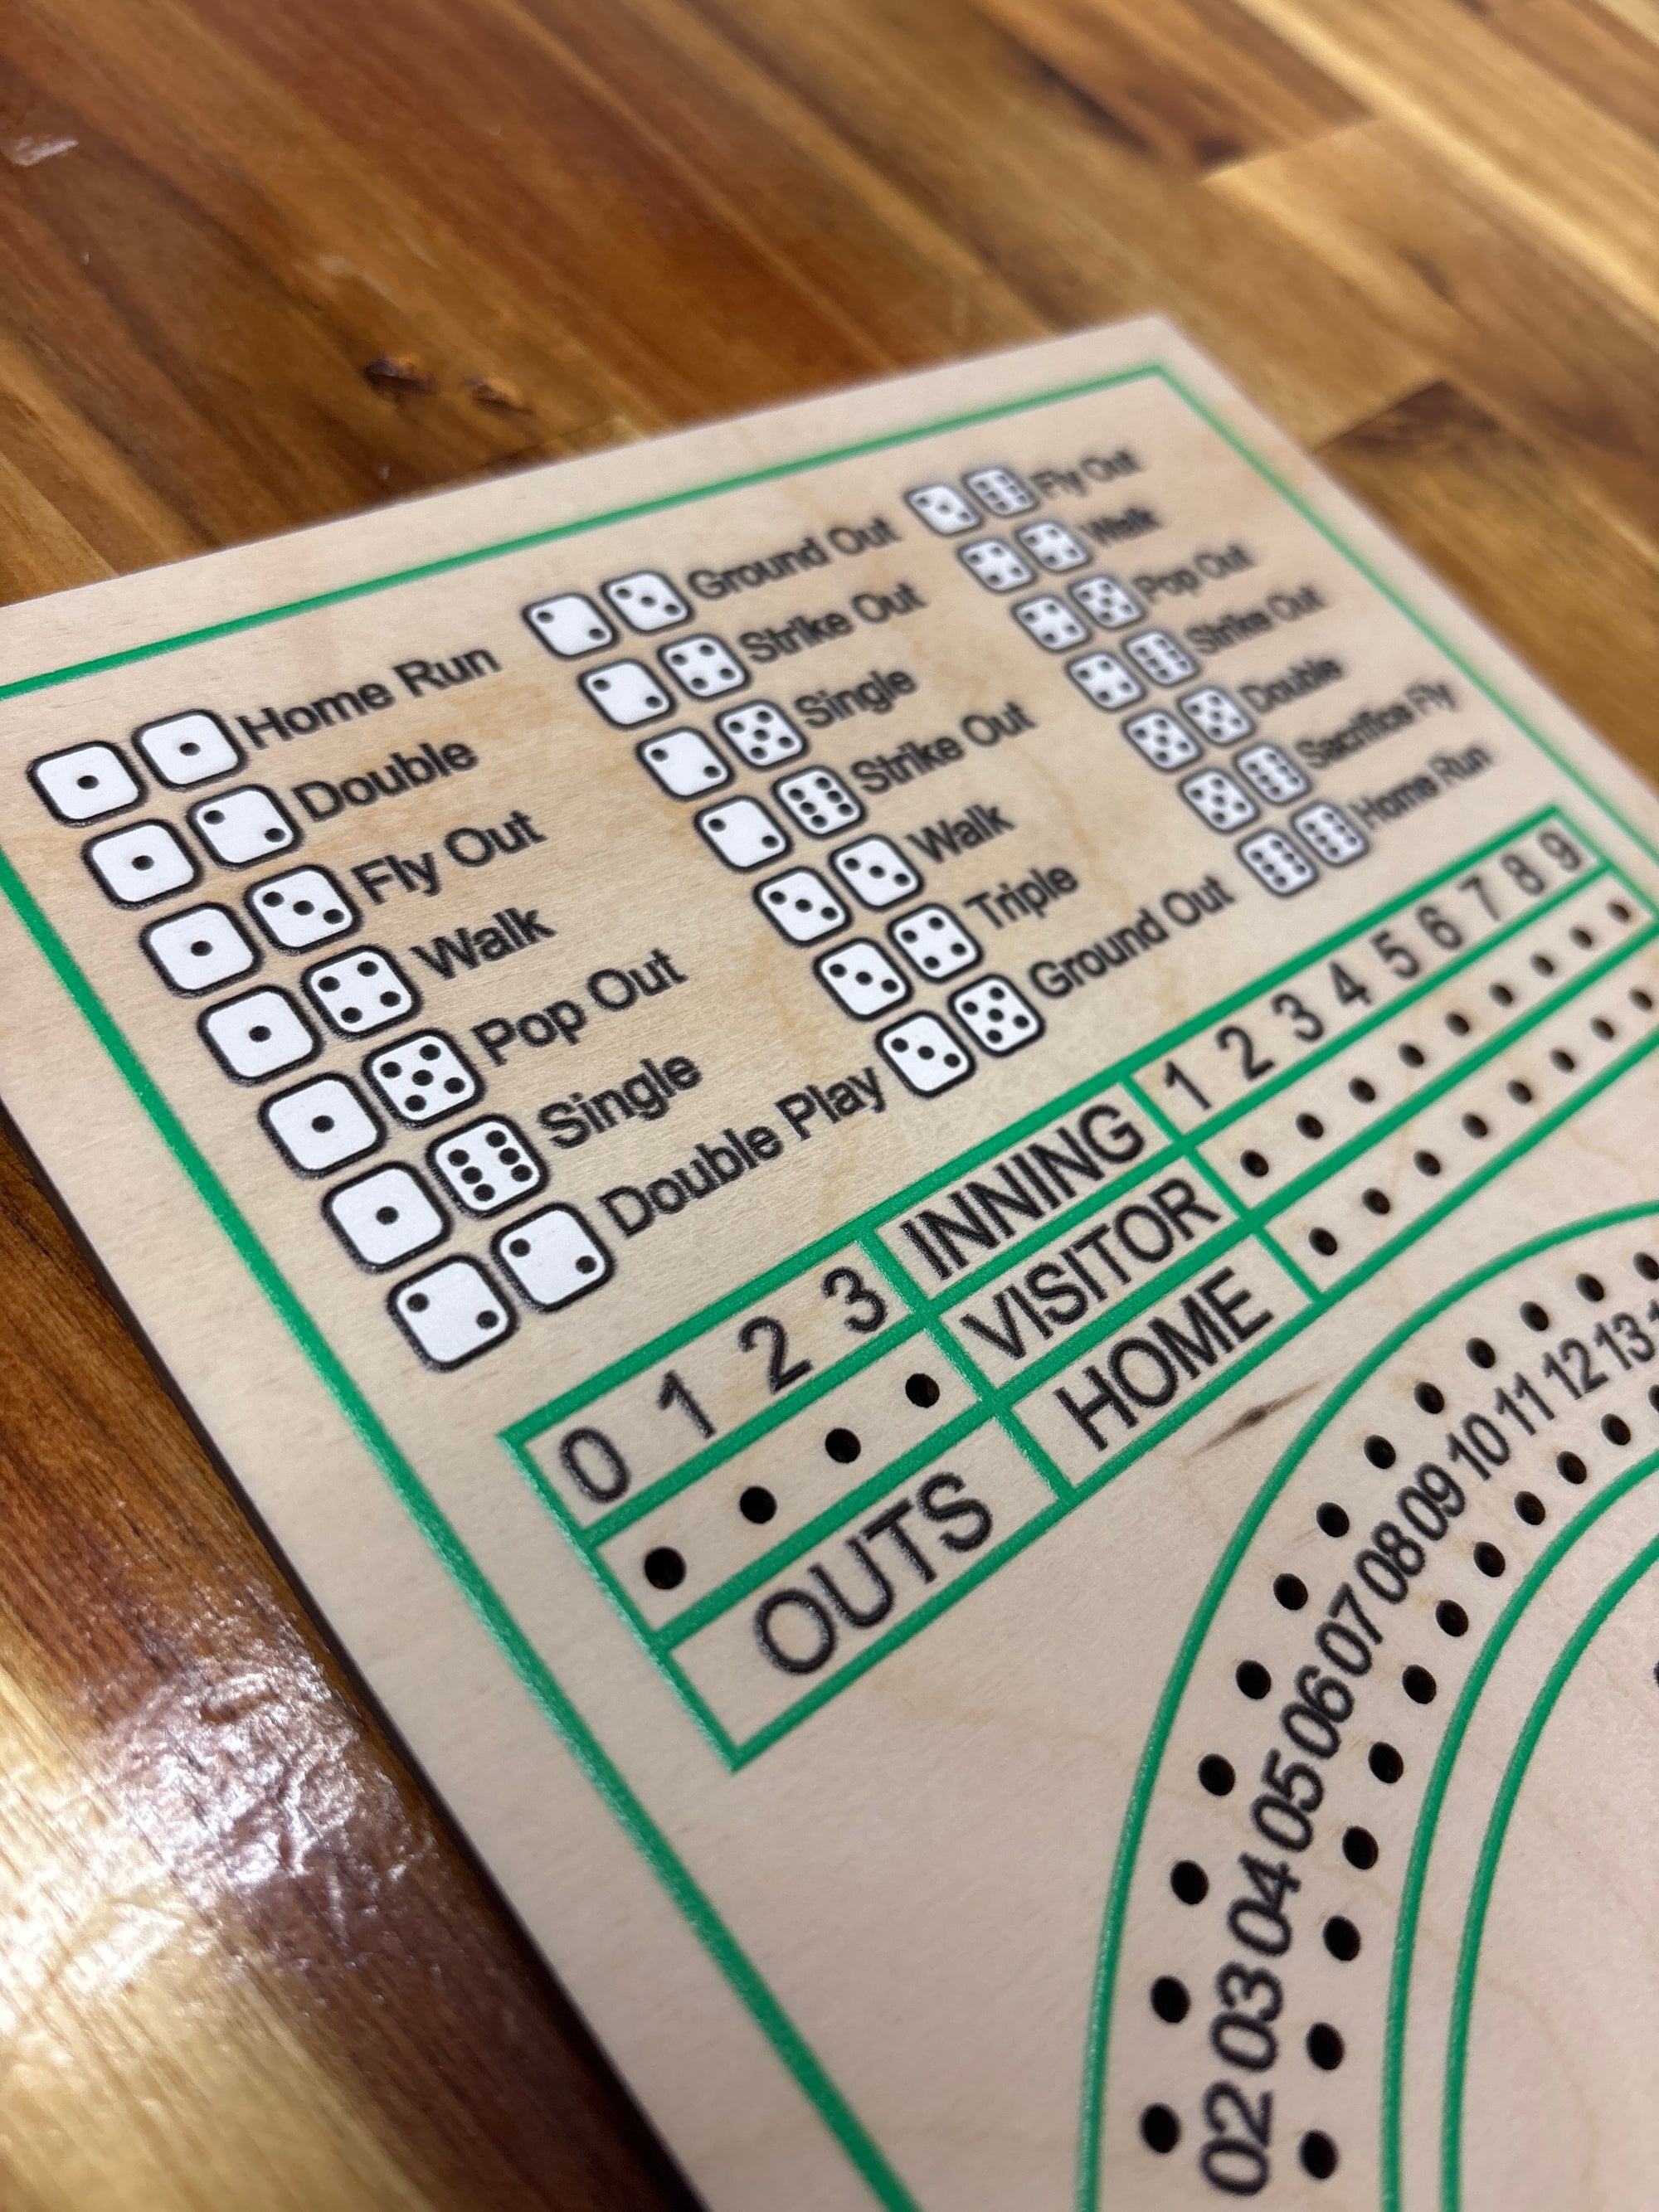 Home Run
Double
Fly Out
Walk
Pop Out
Single
Double Play
Ground Out
Strike Out
Single
Strike Out
Walk
Triple
Ground Out
Fly Out
Walk
Pop Out
Strike Out
Double
Sacrifice Fly
Home Run
0 1 2 3
OUTS
INNING 1 2 3 4 5 6 7 8 9
VISITOR
HOME
02 03 04 05 06 07 08 09 10 11 12 13